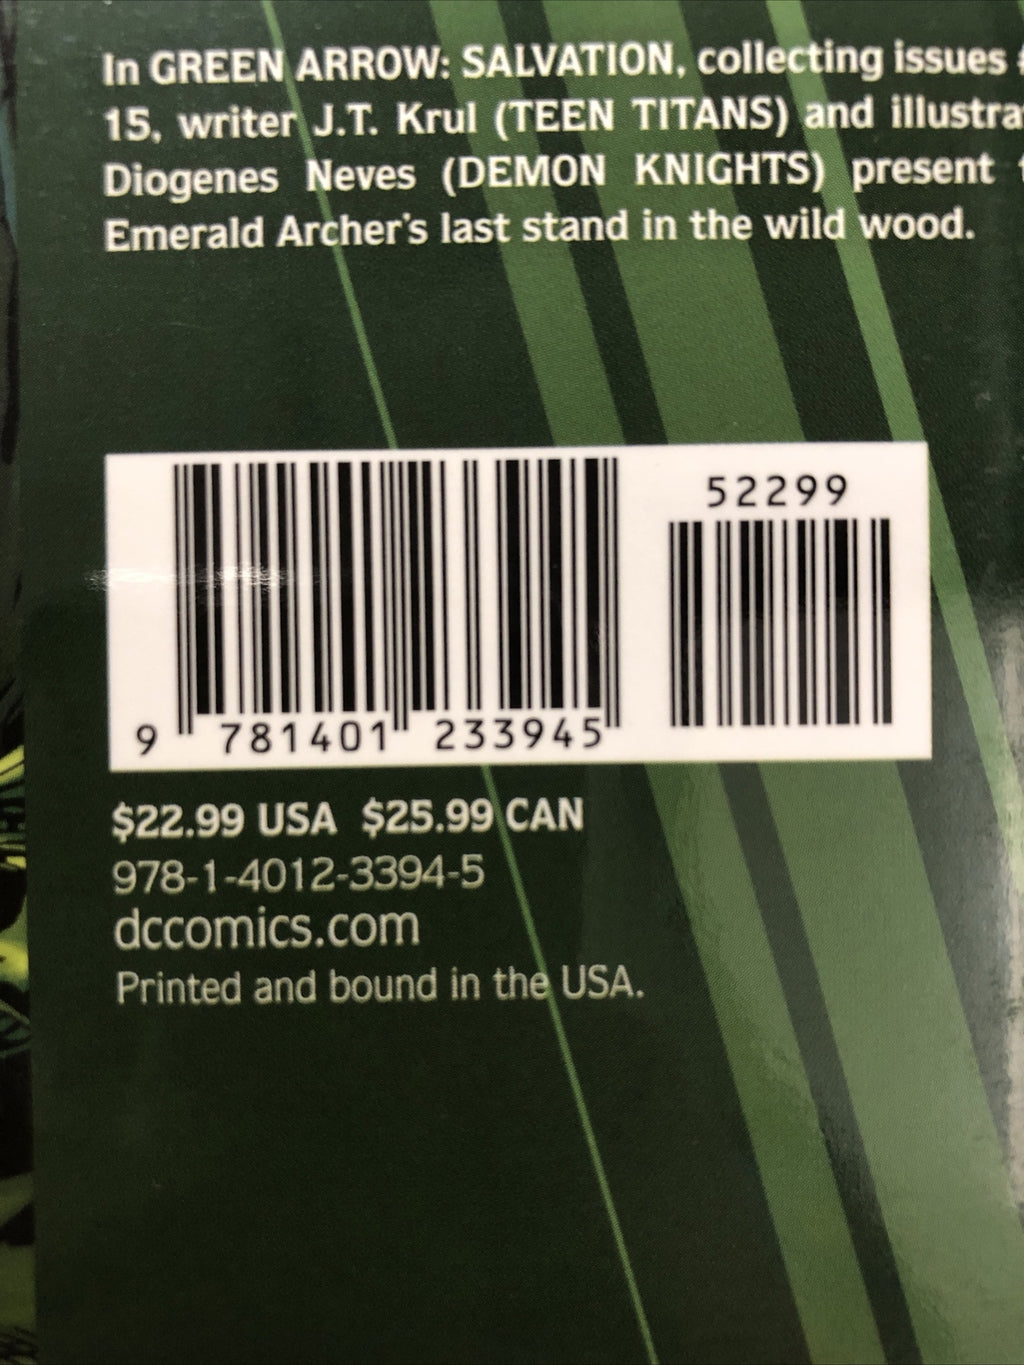 In GREEN ARROW: SALVATION, collecting issues
15, writer J.T. Krul (TEEN TITANS) and
Diogenes Neves (DEMON KNIGHTS) present
Emerald Archer's last stand in the wild wood.
52299
9 781401 233945
$22.99 USA $25.99 CAN
978-1-4012-3394-5
dccomics.com
Printed and bound in the USA.